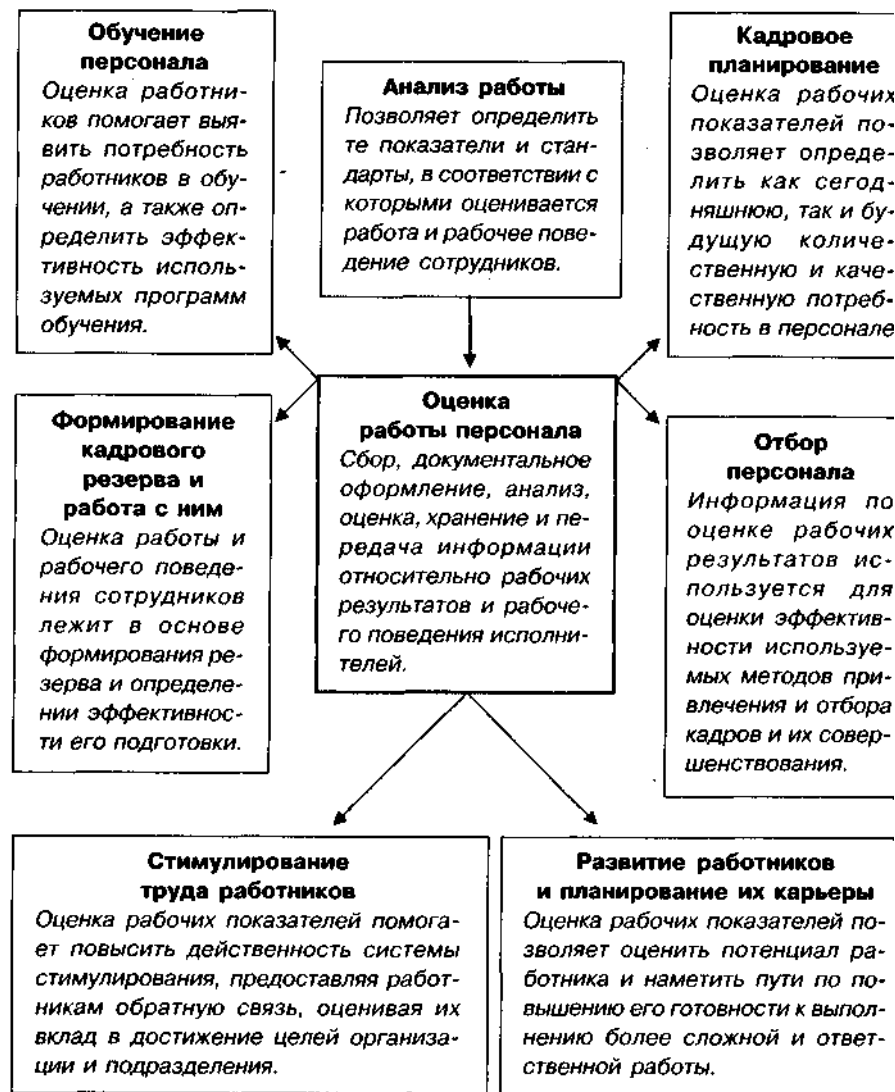 Обучение
персонала
Оценка работни-
ков помогает выя-
вить потребность
работников в обу-
чении, а также оп-
ределить эффек-
тивность исполь-
зуемых программ
обучения.
Анализ работы
Позволяет определить
те показатели и стан-
дарты, в соответствии с
которыми оценивается
работа и рабочее пове-
дение сотрудников.
Кадровое
планирование
Оценка рабочих
показателей по-
зволяет опреде-
лить как сегод-
няшнюю, так и бу-
дущую количе-
ственную и каче-
ственную потреб-
ность в персонале
Формирование
кадрового
резерва и
работа с ним
Оценка работы и
рабочего поведе-
ния сотрудников
лежит в основе
формирования ре-
зерва и определе-
нии эффективнос-
ти его подготовки.
Оценка
работы персонала
Сбор, документальное
оформление, анализ,
оценка, хранение и пе-
редача информации
относительно рабочих
результатов и рабоче-
го поведения исполни-
телей.
Отбор
персонала
Информация по
оценке рабочих
результатов ис-
пользуется для
оценки эффектив-
ности используе-
мых методов при-
влечения и отбора
кадров и их совер-
шенствования.
Стимулирование
труда работников
Оценка рабочих показателей помога-
ет повысить действенность системы
стимулирования, предоставляя работ-
никам обратную связь, оценивая их
вклад в достижение целей организа-
ции и подразделения.
Развитие работников
и планирование их карьеры
Оценка рабочих показателей по-
зволяет оценить потенциал ра-
ботника и наметить пути по по-
вышению его готовности к выпол-
нению более сложной и ответ-
ственной работы.